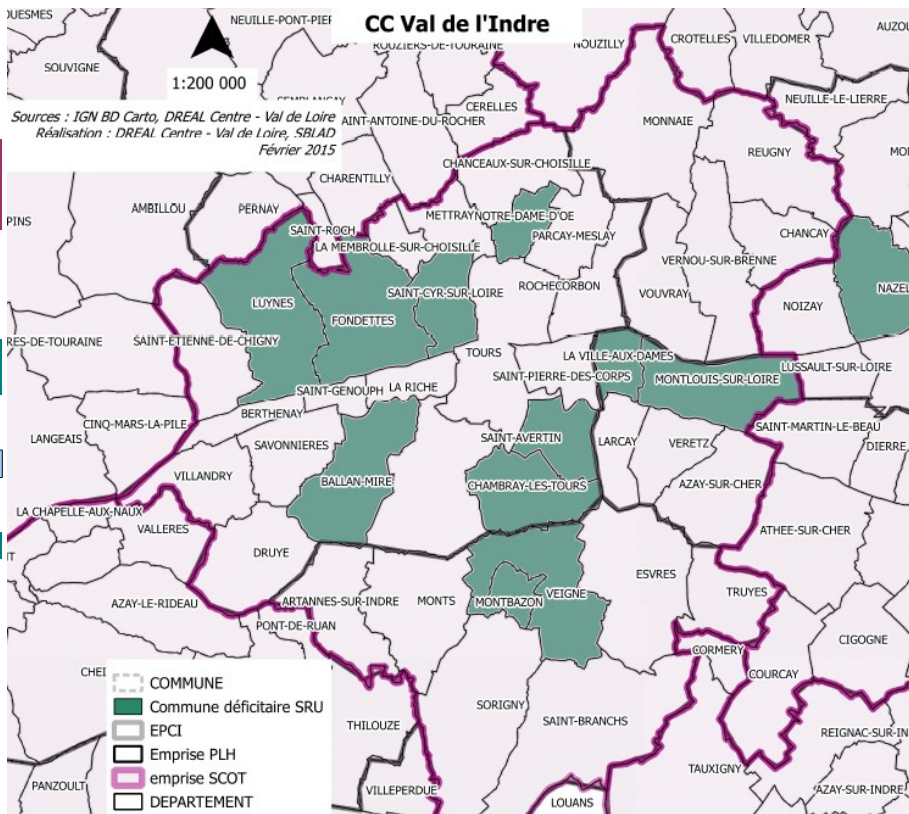 CC Val de l'Indre
NEUILLE-PONT-PIER
CROTELLES
VILLEDOMER
AUZOU
NOUZILLY
ROUZIERS-DE-TOURAINE
SOUVIGNE
1:200 000
SEMBLANCAY
CERELLES
NEUILLE-LE-LIERRE
Sources : IGN BD Carto, DREAL Centre - Val de Loire
Réalisation : DREAL Centre - Val de Loire, SBLAD
Février 2015
SAINT-ANTOINE-DU-ROCHER
MONNAIE
REUGNY
CHANCEAUX-SUR-CHOISILLE
CHARENTILLY
AMBILLOU
PERNAY
METTRAY
NOTRE-DAME-D'OE
SAINT-ROCH
PARCAY-MESLAY
CHANCAY
LA MEMBROLLE-SUR-CHOISILLE
VERNOU-SUR-BRENNE
ROCHECORBON
NAZEL
SAINT-CYR-SUR-LOIRE
VOUVRAY
LUYNES
NOIZAY
FONDETTES
RES-DE-TOURAINE
SAINT-ETIENNE-DE-CHIGNY
TOURS
LA VILLE-AUX-DAMES
LUSSAULT-SUR-LOIRE
SAINT-PIERRE-DES-CORPS
MONTLOUIS-SUR-LOIRE
SAINT-GENOUPH
LA RICHE
BERTHENAY
CINQ-MARS-LA-PILE
SAINT-MARTIN-LE-BEAU
LANGEAIS
SAVONNIERES
SAINT-AVERTIN
LARCAY
VERETZ
DIERRE
VILLANDRY
BALLAN-MIRE
CHAMBRAY-LES-TOURS
AZAY-SUR-CHER
LA CHAPELLE-AUX-NAUX
VALLERES
ATHEE-SUR-CHER
DRUYE
ESVRES
AZAY-LE-RIDEAU
ARTANNES-SUR-INDRE
MONTS
MONTBAZON
VEIGNE
TRUYES
PONT-DE-RUAN
CIGOGNE
CORMERY
COURCAY
CHEI
SORIGNY
SAINT-BRANCHS
THILOUZE
REIGNAC-SUR-IN
TAUXIGNY
PANZOULT
VILLEPERDUE
AZAY-SUR-INDRE
LOUANS
COMMUNE
Commune déficitaire SRU
EPCI
Emprise PLH
emprise SCOT
DEPARTEMENT